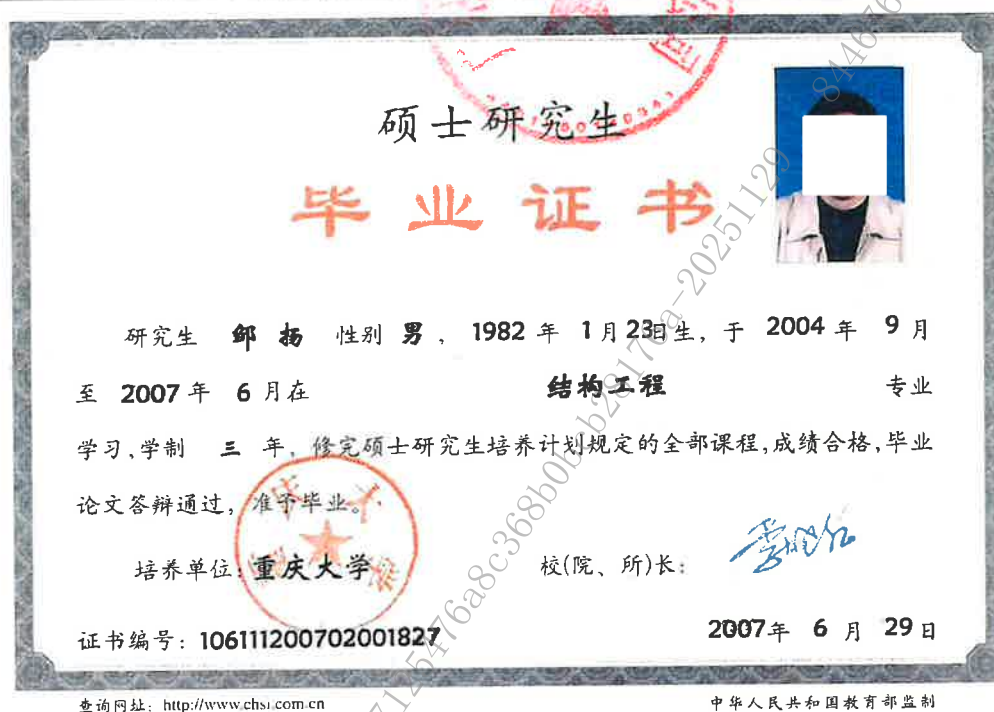 硕士研究生
毕业证书
研究生 邹扬 性别 男，1982 年 1 月 23 日生，于 2004 年 9 月
至 2007 年 6 月在 结构工程 专业
学习，学制 三 年，修完硕士研究生培养计划规定的全部课程，成绩合格，毕业
论文答辩通过，准予毕业。
培养单位：重庆大学 校(院、所)长：
证书编号：106111200702001827 2007年 6 月 29 日
查询网址：http://www.chsi.com.cn 中华人民共和国教育部监制